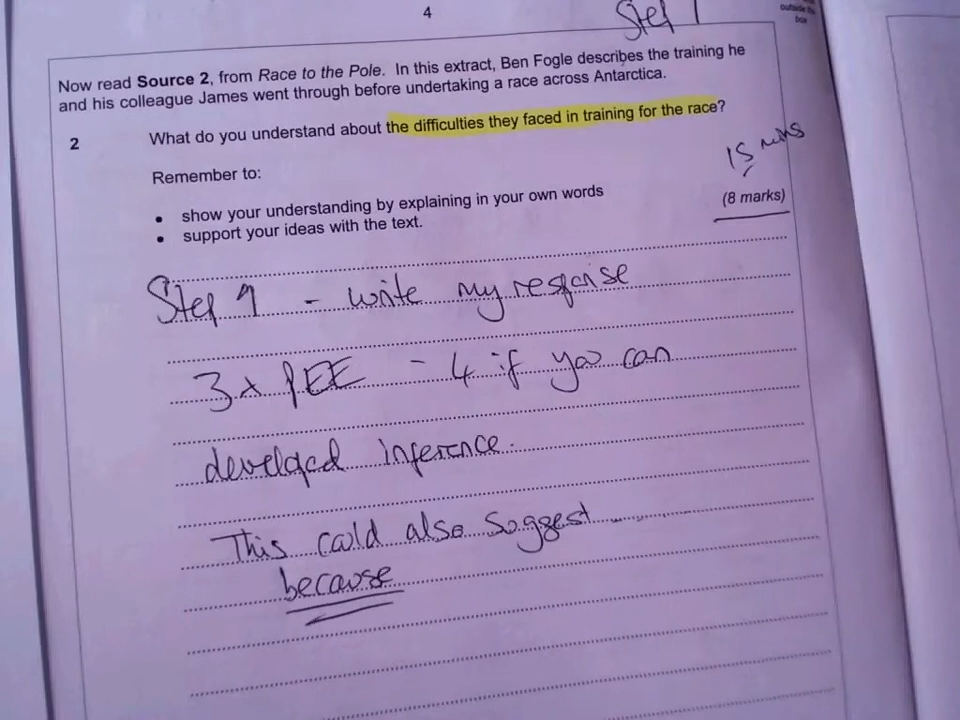 4
Step 1
outside the
box
Now read Source 2, from Race to the Pole. In this extract, Ben Fogle describes the training he
and his colleague James went through before undertaking a race across Antarctica.
2 What do you understand about the difficulties they faced in training for the race?
15 mins
Remember to:
(8 marks)
• show your understanding by explaining in your own words
• support your ideas with the text.
Step 9 - write my response
3 x PEE - 4 if you can
developed inference.
This could also suggest
because